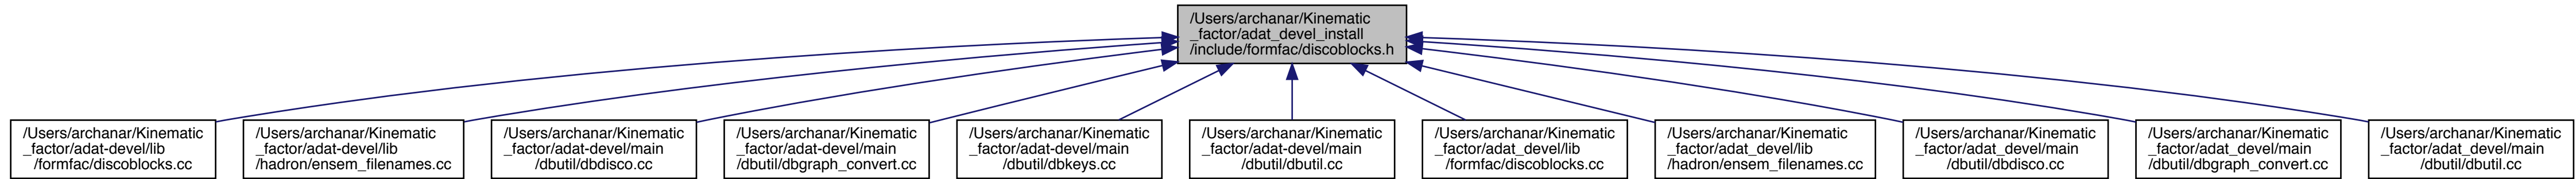 /Users/archanar/Kinematic
_factor/adat_devel_install
/include/formfac/discoblocks.h
/Users/archanar/Kinematic
_factor/adat-devel/lib
/formfac/discoblocks.cc
/Users/archanar/Kinematic
_factor/adat-devel/lib
/hadron/ensem_filenames.cc
/Users/archanar/Kinematic
_factor/adat-devel/main
/dbutil/dbdisco.cc
/Users/archanar/Kinematic
_factor/adat-devel/main
/dbutil/dbgraph_convert.cc
/Users/archanar/Kinematic
_factor/adat-devel/main
/dbutil/dbkeys.cc
/Users/archanar/Kinematic
_factor/adat-devel/main
/dbutil/dbutil.cc
/Users/archanar/Kinematic
_factor/adat_devel/lib
/formfac/discoblocks.cc
/Users/archanar/Kinematic
_factor/adat_devel/lib
/hadron/ensem_filenames.cc
/Users/archanar/Kinematic
_factor/adat_devel/main
/dbutil/dbdisco.cc
/Users/archanar/Kinematic
_factor/adat_devel/main
/dbutil/dbgraph_convert.cc
/Users/archanar/Kinematic
_factor/adat_devel/main
/dbutil/dbutil.cc